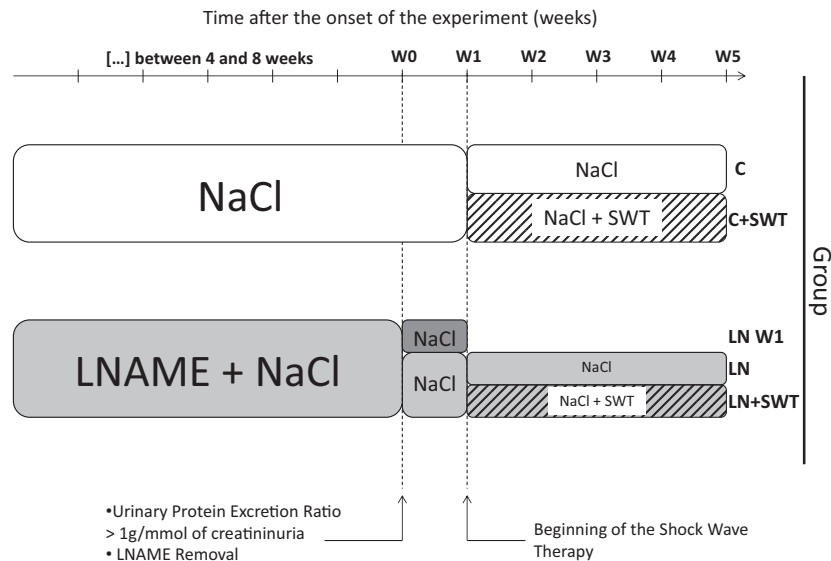 Time after the onset of the experiment (weeks)
[...] between 4 and 8 weeks W0 W1 W2 W3 W4 W5
NaCl
NaCl C
NaCl + SWT C+SWT
Group
LNAME + NaCl
NaCl LN W1
NaCl
NaCl LN
NaCl + SWT LN+SWT
•Urinary Protein Excretion Ratio
> 1g/mmol of creatininuria
• LNAME Removal
Beginning of the Shock Wave
Therapy